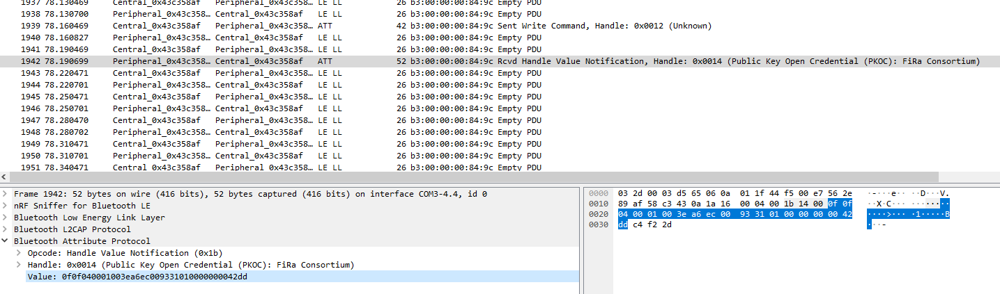 1937 78.130469 Central_0x43c358af Peripheral_0x43c358… LE LL 26 b3:00:00:00:84:9c Empty PDU
1938 78.130700 Peripheral_0x43c358… Central_0x43c358af LE LL 26 b3:00:00:00:84:9c Empty PDU
1939 78.160469 Central_0x43c358af Peripheral_0x43c358… ATT 42 b3:00:00:00:84:9c Sent Write Command, Handle: 0x0012 (Unknown)
1940 78.160827 Peripheral_0x43c358… Central_0x43c358af LE LL 26 b3:00:00:00:84:9c Empty PDU
1941 78.190469 Central_0x43c358af Peripheral_0x43c358… LE LL 26 b3:00:00:00:84:9c Empty PDU
1942 78.190699 Peripheral_0x43c358… Central_0x43c358af ATT 52 b3:00:00:00:84:9c Rcvd Handle Value Notification, Handle: 0x0014 (Public Key Open Credential (PKOC): FiRa Consortium)
1943 78.220471 Central_0x43c358af Peripheral_0x43c358… LE LL 26 b3:00:00:00:84:9c Empty PDU
1944 78.220701 Peripheral_0x43c358… Central_0x43c358af LE LL 26 b3:00:00:00:84:9c Empty PDU
1945 78.250471 Central_0x43c358af Peripheral_0x43c358… LE LL 26 b3:00:00:00:84:9c Empty PDU
1946 78.250701 Peripheral_0x43c358… Central_0x43c358af LE LL 26 b3:00:00:00:84:9c Empty PDU
1947 78.280470 Central_0x43c358af Peripheral_0x43c358… LE LL 26 b3:00:00:00:84:9c Empty PDU
1948 78.280702 Peripheral_0x43c358… Central_0x43c358af LE LL 26 b3:00:00:00:84:9c Empty PDU
1949 78.310471 Central_0x43c358af Peripheral_0x43c358… LE LL 26 b3:00:00:00:84:9c Empty PDU
1950 78.310701 Peripheral_0x43c358… Central_0x43c358af LE LL 26 b3:00:00:00:84:9c Empty PDU
1951 78.340471 Central_0x43c358af Peripheral_0x43c358… LE LL 26 b3:00:00:00:84:9c Empty PDU
Frame 1942: 52 bytes on wire (416 bits), 52 bytes captured (416 bits) on interface COM3-4.4, id 0
nRF Sniffer for Bluetooth LE
Bluetooth Low Energy Link Layer
Bluetooth L2CAP Protocol
Bluetooth Attribute Protocol
Opcode: Handle Value Notification (0x1b)
Handle: 0x0014 (Public Key Open Credential (PKOC): FiRa Consortium)
Value: 0f0f040001003ea6ec009331010000000042dd
0000 03 2d 00 03 d5 65 06 0a 01 1f 44 f5 00 e7 56 2e ·-···e·· ··D···V.
0010 89 af 58 c3 43 0a 1a 16 00 04 00 1b 14 00 0f 0f ··X·C··· ········
0020 04 00 01 00 3e a6 ec 00 93 31 01 00 00 00 00 42 ····>··· ·1·····B
0030 dd c4 f2 2d ···-